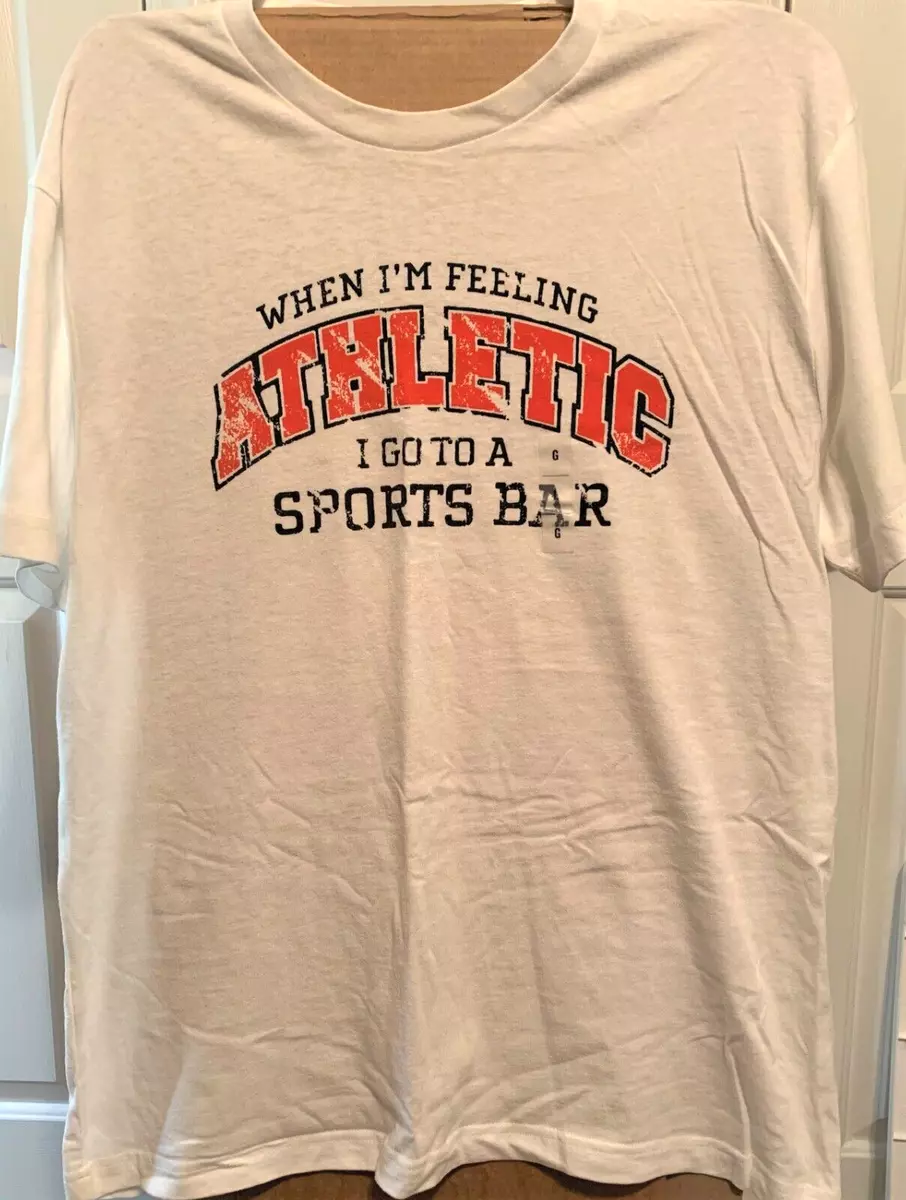 WHEN I'M FEELING
ATHLETIC
I GO TO A
G
SPORTS BAR
G